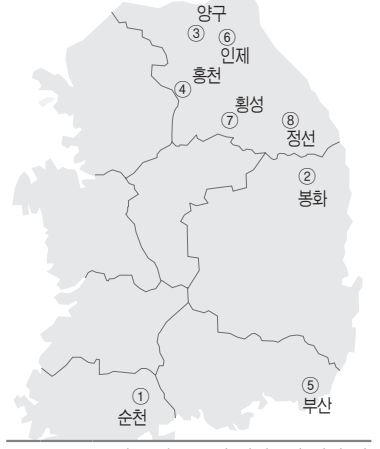 양구
③ ⑥
인제
홍천
④
횡성
⑦ ⑧
정선
②
봉화
①
순천
⑤
부산